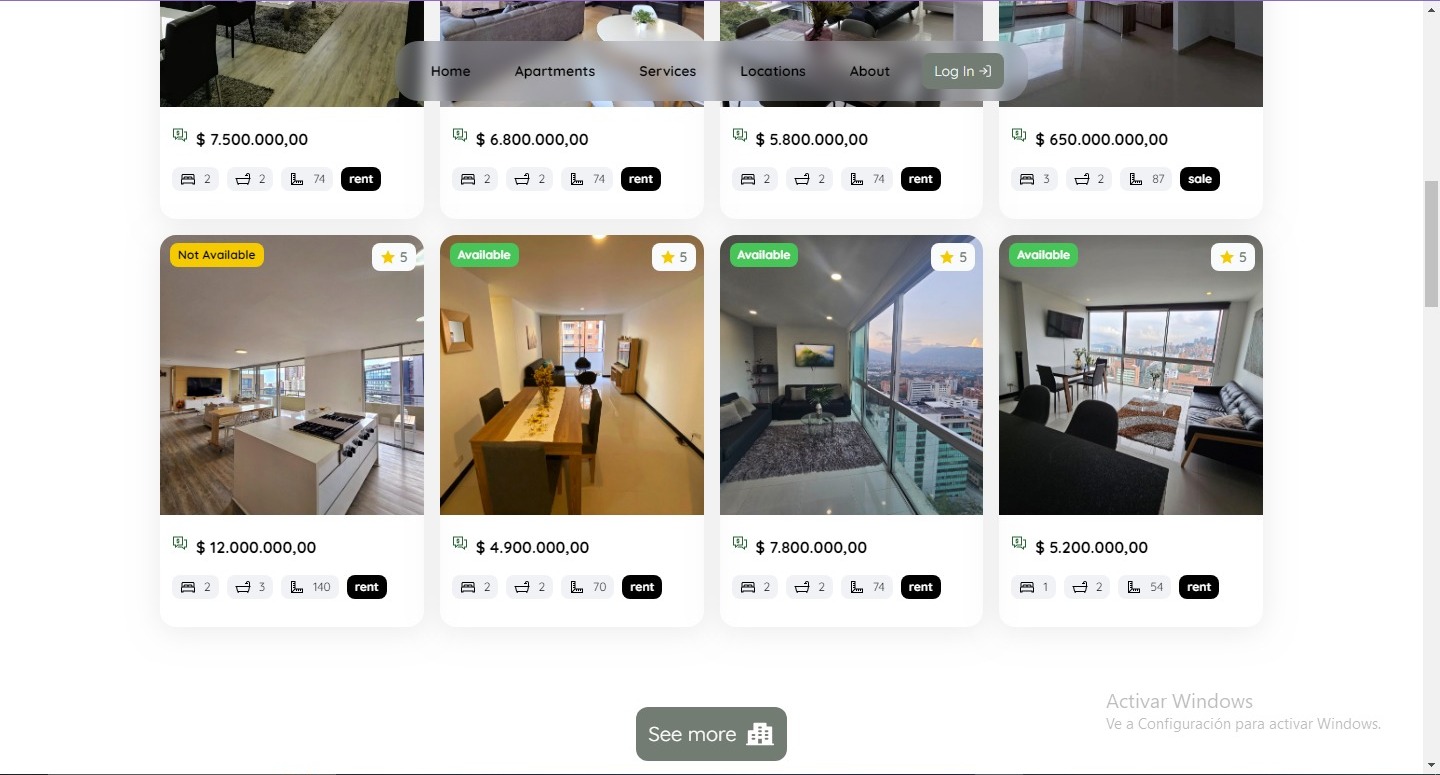 Home Apartments Services Locations About Log In
$ 7.500.000,00 $ 6.800.000,00 $ 5.800.000,00 $ 650.000.000,00
2 2 74 rent 2 2 74 rent 2 2 74 rent 3 2 87 sale
Not Available 5 Available 5 Available 5 Available 5
$ 12.000.000,00 $ 4.900.000,00 $ 7.800.000,00 $ 5.200.000,00
2 3 140 rent 2 2 70 rent 2 2 74 rent 1 2 54 rent
See more
Activar Windows
Ve a Configuración para activar Windows.